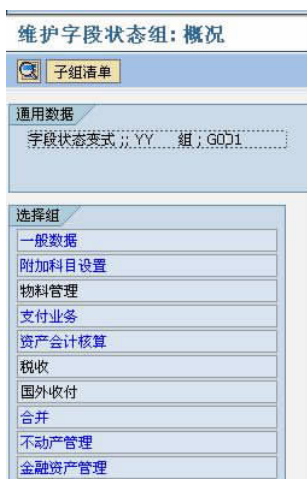 维护字段状态组：概况
子组清单
通用数据
字段状态变式 ;; YY 组 ; G001
选择组
一般数据
附加科目设置
物料管理
支付业务
资产会计核算
税收
国外收付
合并
不动产管理
金融资产管理